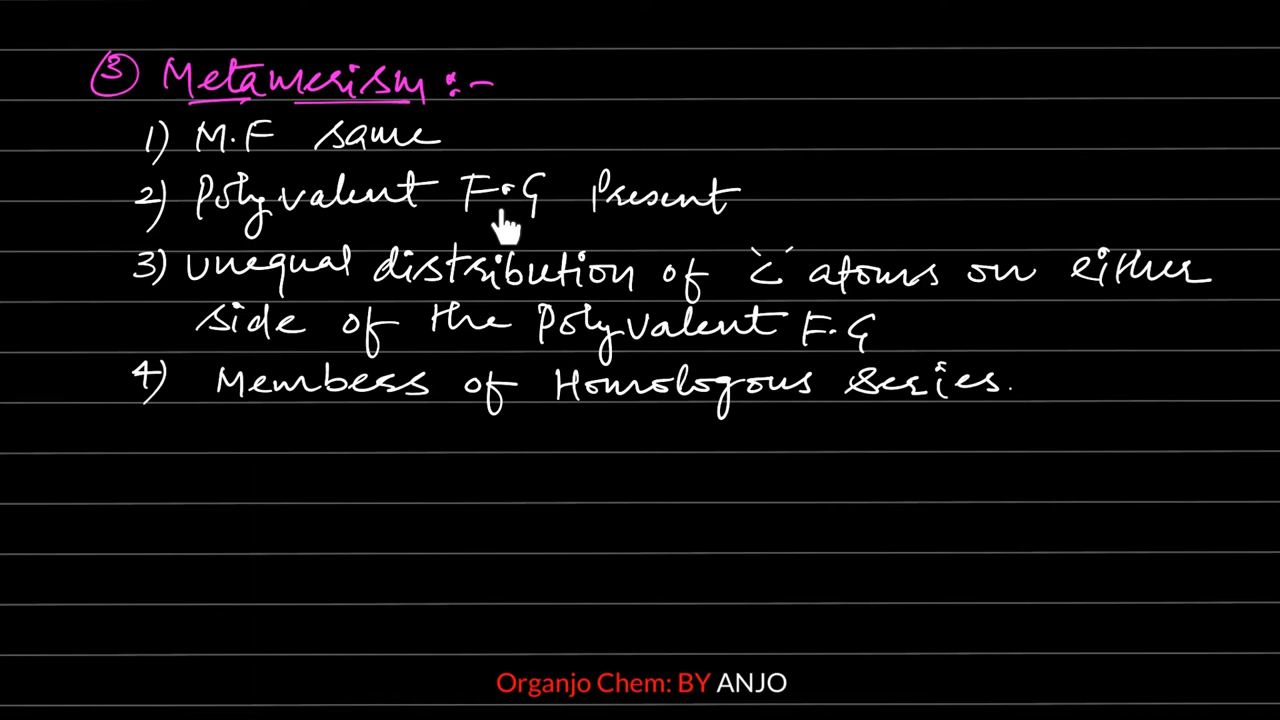 ③ Metamerism :-
1) M.F same
2) Polyvalent F.G Present
3) unequal distribution of 'C' atoms on either
side of the Polyvalent F.G
4) Members of Homologous series.
Organjo Chem: BY ANJO